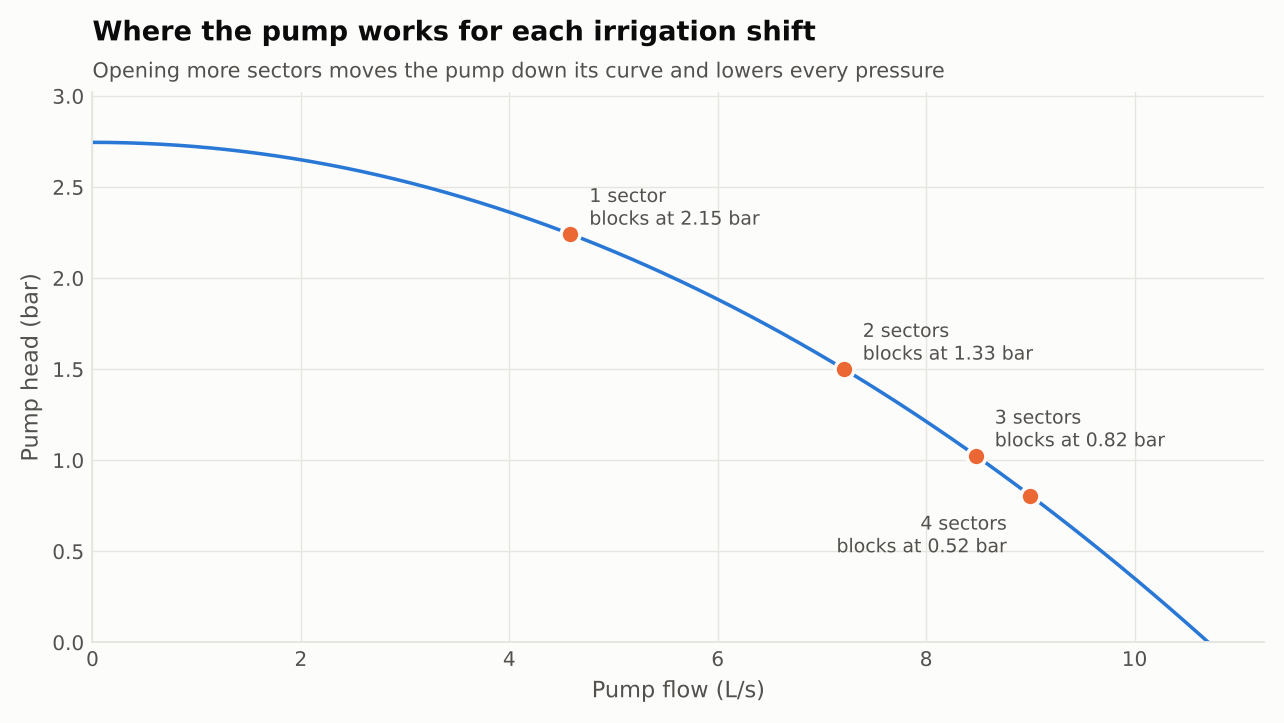 Where the pump works for each irrigation shift
Opening more sectors moves the pump down its curve and lowers every pressure
3.0
2.5
2.0
1.5
1.0
0.5
0.0
Pump head (bar)
1 sector
blocks at 2.15 bar
2 sectors
blocks at 1.33 bar
3 sectors
blocks at 0.82 bar
4 sectors
blocks at 0.52 bar
0
2
4
6
8
10
Pump flow (L/s)